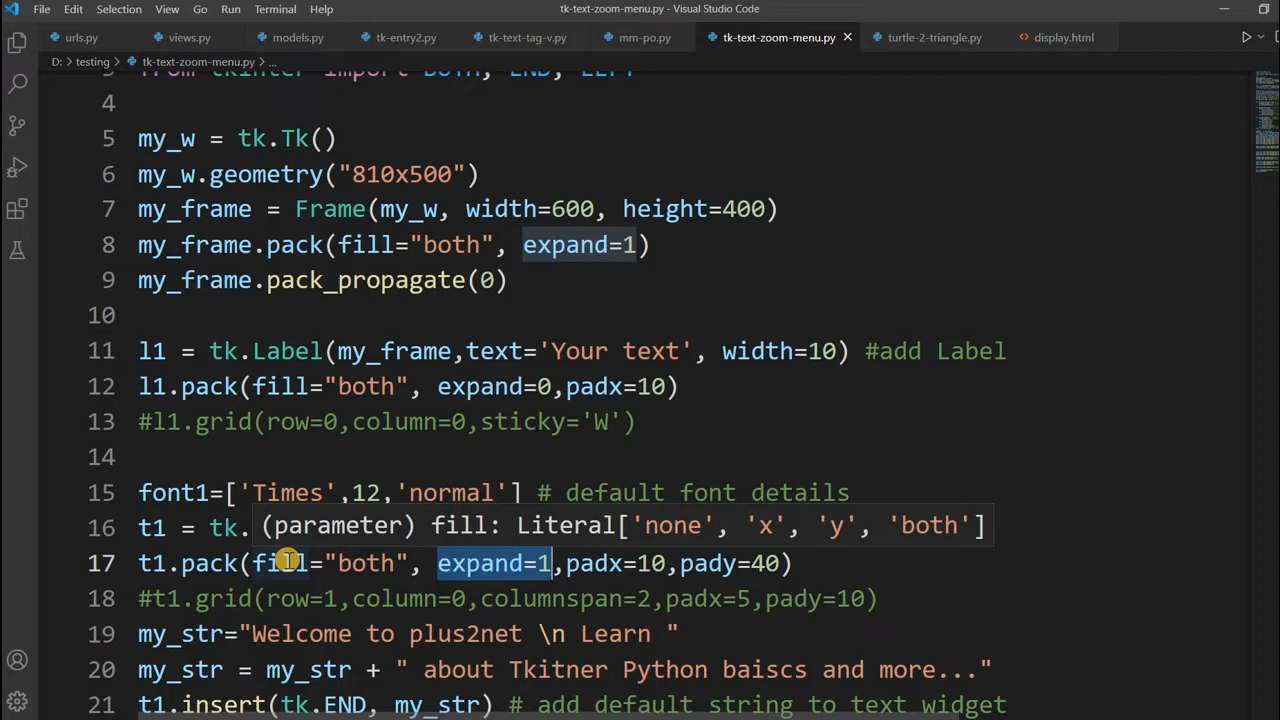 File Edit Selection View Go Run Terminal Help tk-text-zoom-menu.py - Visual Studio Code
urls.py views.py models.py tk-entry2.py tk-text-tag-v.py mm-po.py tk-text-zoom-menu.py turtle-2-triangle.py display.html
D: > testing > tk-text-zoom-menu.py > ...
3 from tkinter import BOTH, END, LEFT
4
5 my_w = tk.Tk()
6 my_w.geometry("810x500")
7 my_frame = Frame(my_w, width=600, height=400)
8 my_frame.pack(fill="both", expand=1)
9 my_frame.pack_propagate(0)
10
11 l1 = tk.Label(my_frame,text='Your text', width=10) #add Label
12 l1.pack(fill="both", expand=0,padx=10)
13 #l1.grid(row=0,column=0,sticky='W')
14
15 font1=['Times',12,'normal'] # default font details
(parameter) fill: Literal['none', 'x', 'y', 'both']
16 t1 = tk.
17 t1.pack(fill="both", expand=1,padx=10,pady=40)
18 #t1.grid(row=1,column=0,columnspan=2,padx=5,pady=10)
19 my_str="Welcome to plus2net \n Learn "
20 my_str = my_str + " about Tkitner Python baiscs and more..."
21 t1.insert(tk.END, my_str) # add default string to text widget